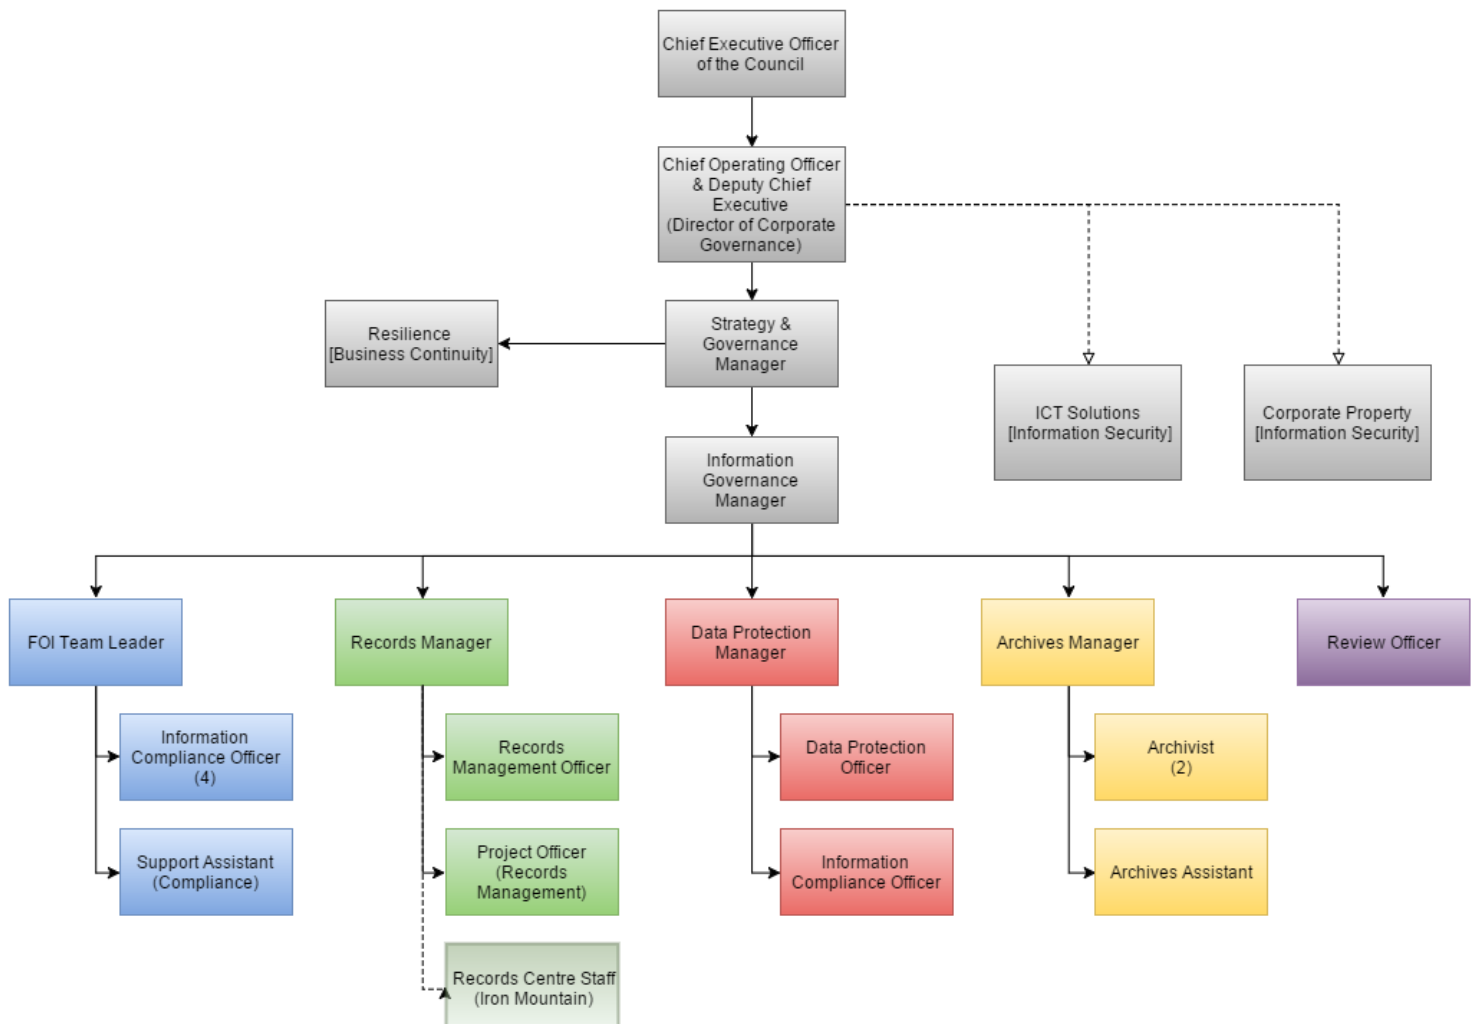 Chief Executive Officer
of the Council
Chief Operating Officer
& Deputy Chief
Executive
(Director of Corporate
Governance)
Resilience
[Business Continuity]
Strategy &
Governance
Manager
ICT Solutions
[Information Security]
Corporate Property
[Information Security]
Information
Governance
Manager
FOI Team Leader
Records Manager
Data Protection
Manager
Archives Manager
Review Officer
Information
Compliance Officer
(4)
Records
Management Officer
Data Protection
Officer
Archivist
(2)
Support Assistant
(Compliance)
Project Officer
(Records
Management)
Information
Compliance Officer
Archives Assistant
Records Centre Staff
(Iron Mountain)